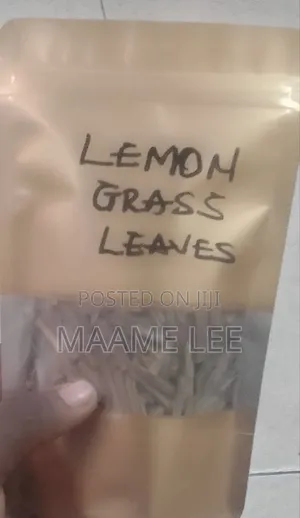 LEMON
GRASS
LEAVES
POSTED ON JIJI
MAAME LEE